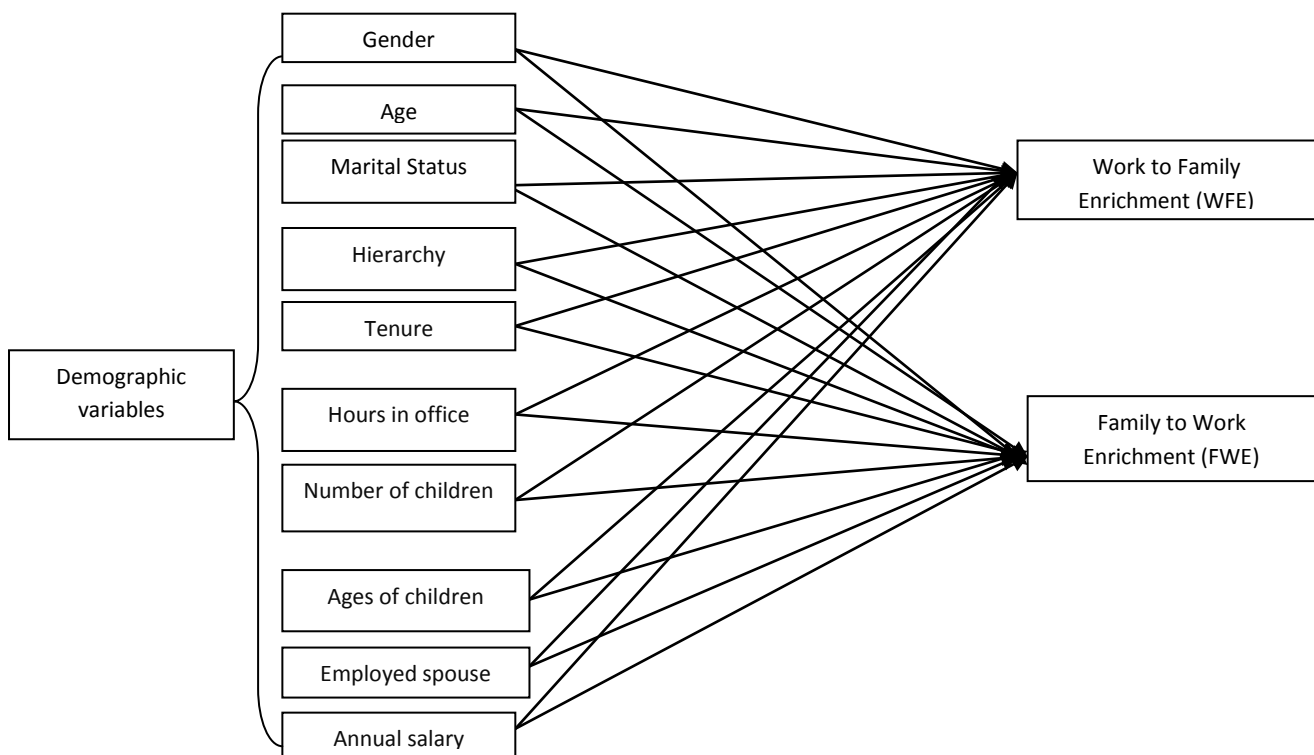 Gender
Age
Marital Status
Hierarchy
Tenure
Demographic
variables
Hours in office
Number of children
Ages of children
Employed spouse
Annual salary
Work to Family
Enrichment (WFE)
Family to Work
Enrichment (FWE)